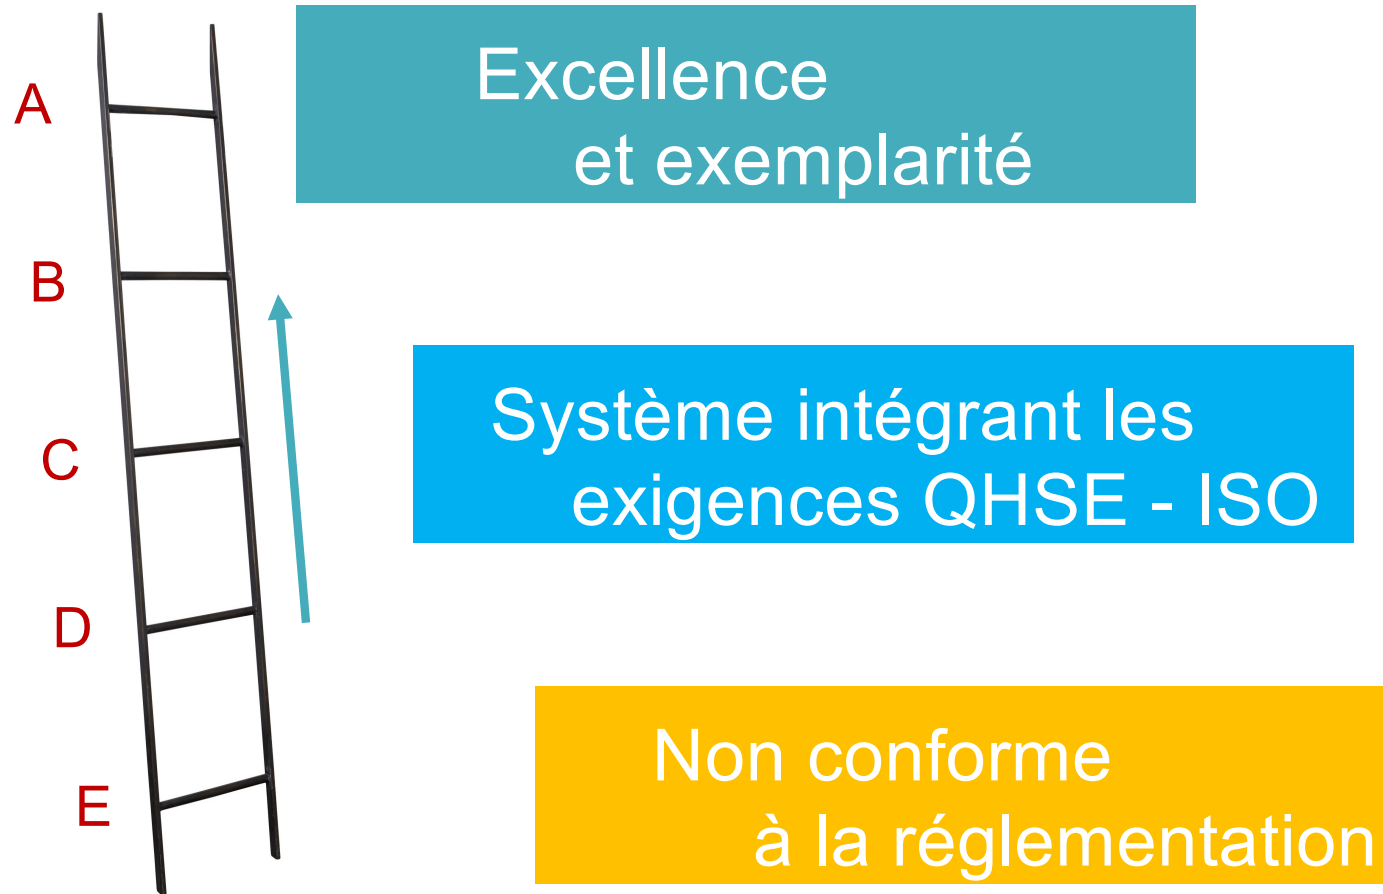 A
Excellence
et exemplarité
B
C
Système intégrant les
exigences QHSE - ISO
D
E
Non conforme
à la réglementation